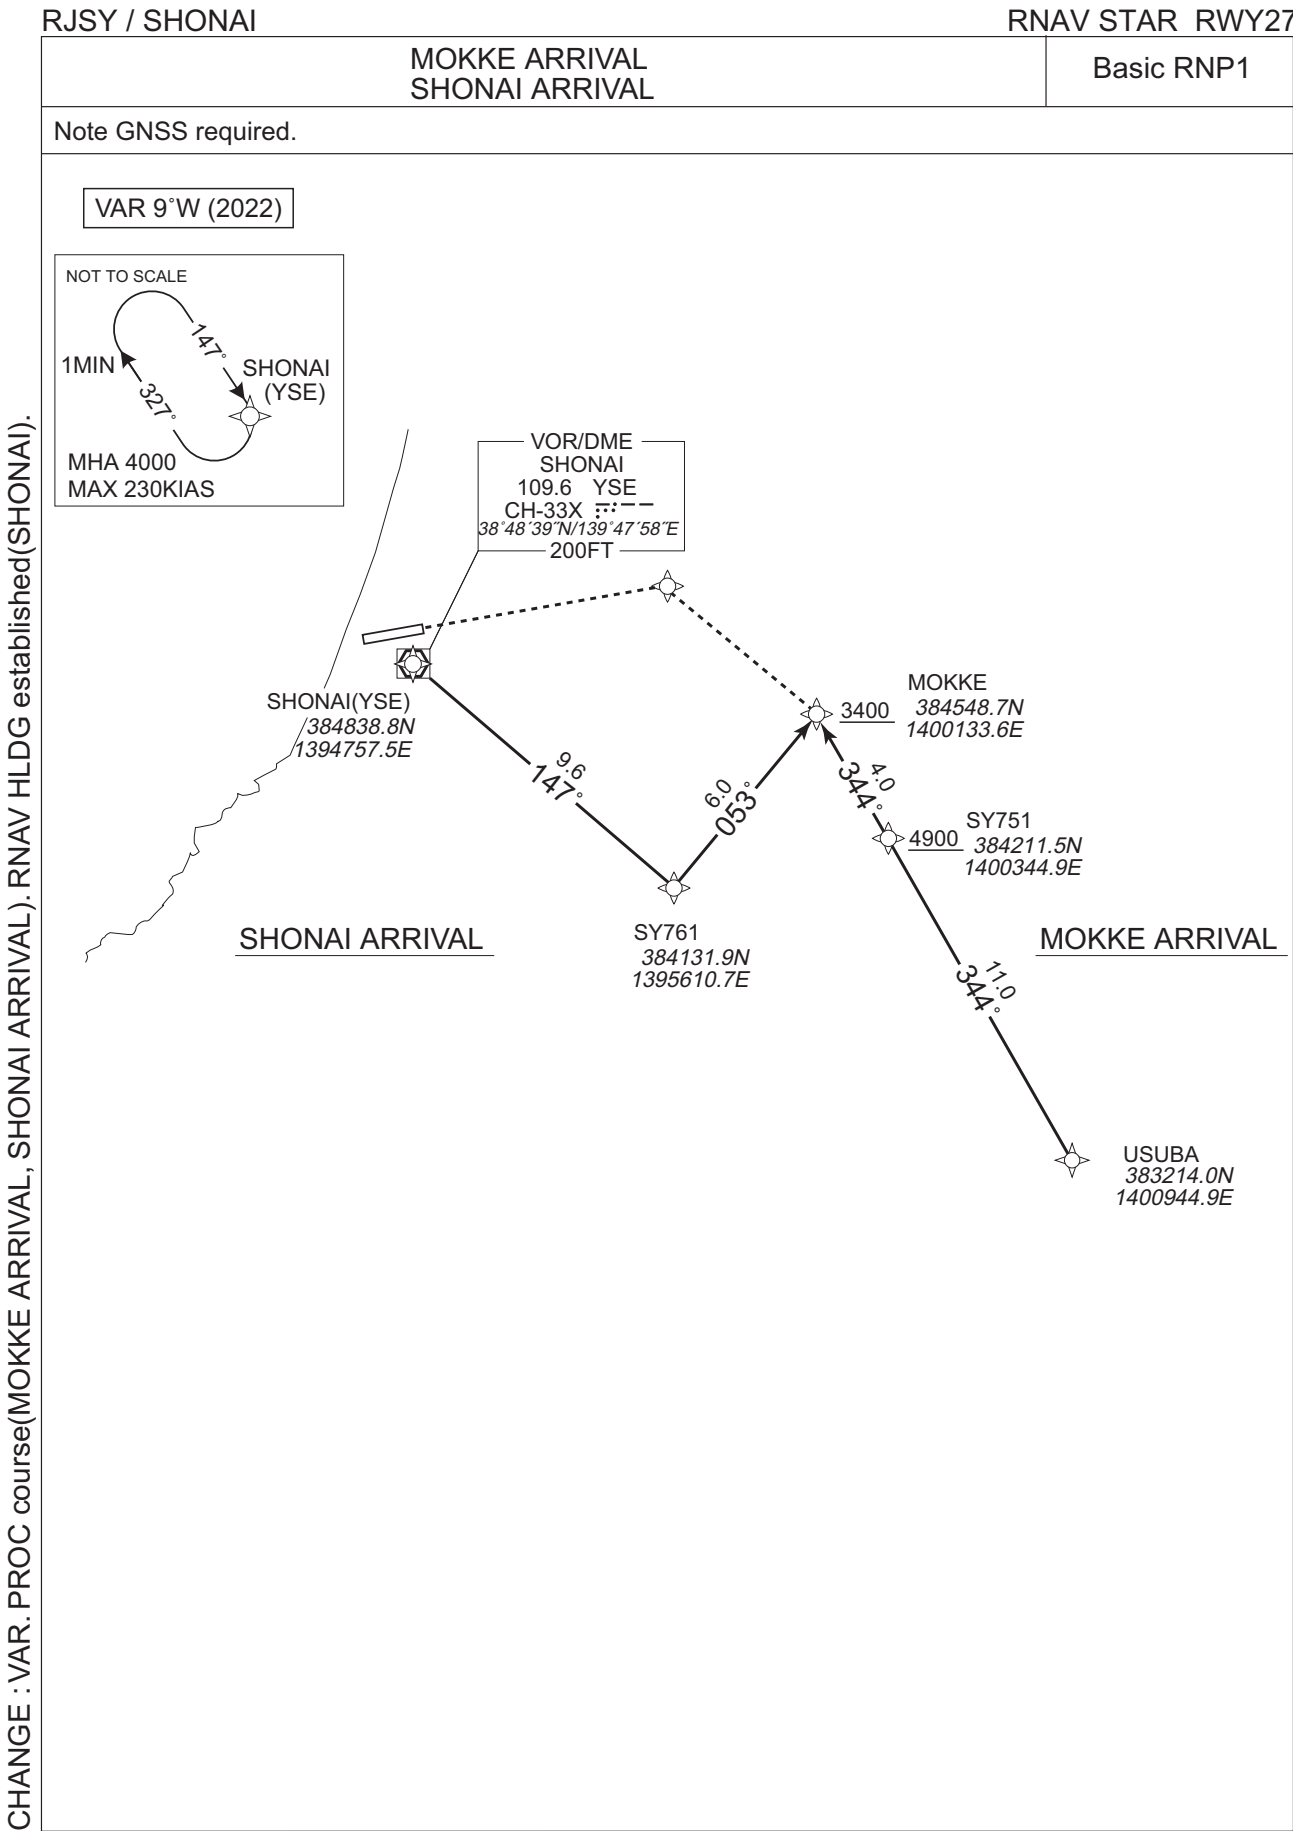 RJSY / SHONAI
RNAV STAR RWY27
MOKKE ARRIVAL
SHONAI ARRIVAL
Basic RNP1
Note GNSS required.
VAR 9°W (2022)
NOT TO SCALE
147°
1MIN
SHONAI
(YSE)
327°
MHA 4000
MAX 230KIAS
VOR/DME
SHONAI
109.6 YSE
CH-33X
38°48´39˝N/139°47´58˝E
200FT
SHONAI(YSE)
384838.8N
1394757.5E
MOKKE
3400 384548.7N
1400133.6E
9.6
147°
6.0
053°
4.0
344°
SY751
4900 384211.5N
1400344.9E
SHONAI ARRIVAL
SY761
384131.9N
1395610.7E
MOKKE ARRIVAL
11.0
344°
USUBA
383214.0N
1400944.9E
CHANGE : VAR. PROC course(MOKKE ARRIVAL, SHONAI ARRIVAL). RNAV HLDG established(SHONAI).